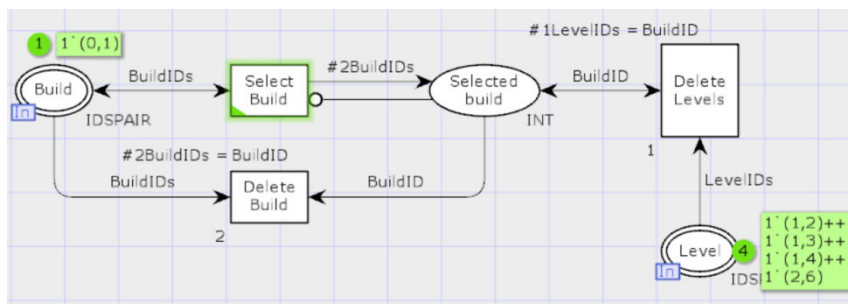 1
1`(0,1)
BuildIDs
Select
Build
#2BuildIDs
Selected
build
#1LevelIDs = BuildID
BuildID
Delete
Levels
Build
In
IDSPAIR
INT
1
#2BuildIDs = BuildID
BuildIDs
Delete
Build
BuildID
2
LevelIDs
Level
In
4
1`(1,2)++
1`(1,3)++
1`(1,4)++
1`(2,6)